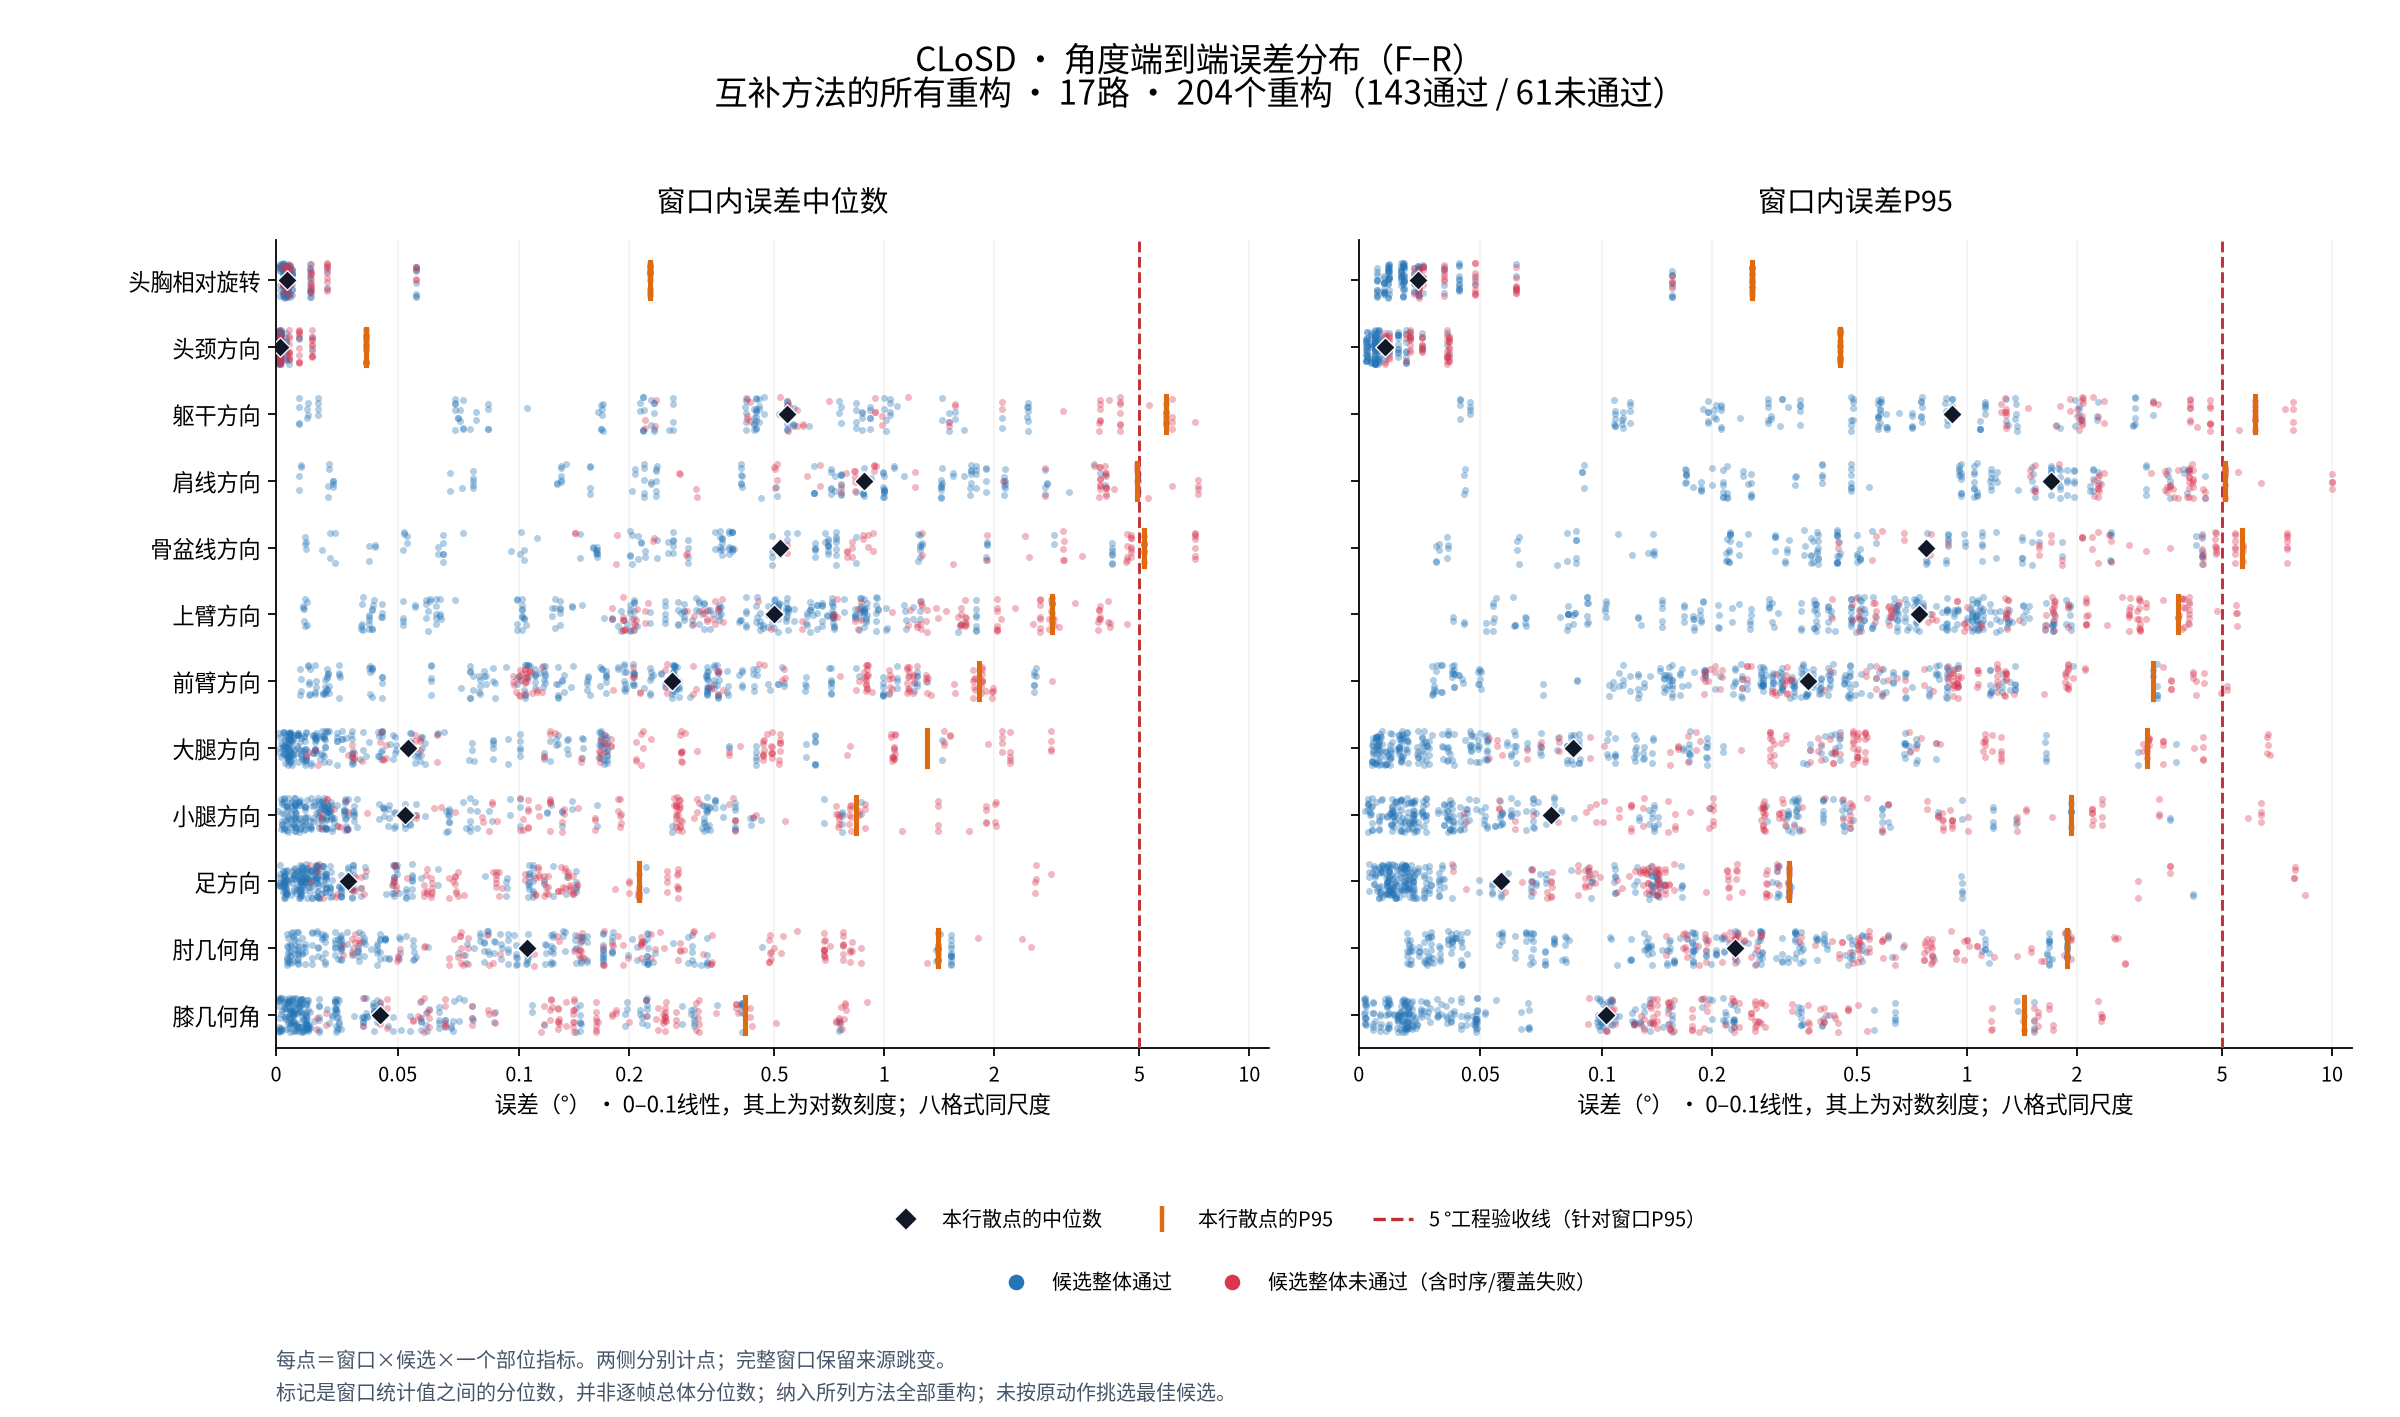 CLoSD · 角度端到端误差分布（F−R）
互补方法的所有重构 · 17路 · 204个重构（143通过 / 61未通过）
窗口内误差中位数
窗口内误差P95
头胸相对旋转
头颈方向
躯干方向
肩线方向
骨盆线方向
上臂方向
前臂方向
大腿方向
小腿方向
足方向
肘几何角
膝几何角
0 0.05 0.1 0.2 0.5 1 2 5 10
0 0.05 0.1 0.2 0.5 1 2 5 10
误差（°） · 0–0.1线性，其上为对数刻度；八格式同尺度
误差（°） · 0–0.1线性，其上为对数刻度；八格式同尺度
本行散点的中位数
本行散点的P95
5 °工程验收线（针对窗口P95）
候选整体通过
候选整体未通过（含时序/覆盖失败）
每点＝窗口×候选×一个部位指标。两侧分别计点；完整窗口保留来源跳变。
标记是窗口统计值之间的分位数，并非逐帧总体分位数；纳入所列方法全部重构；未按原动作挑选最佳候选。